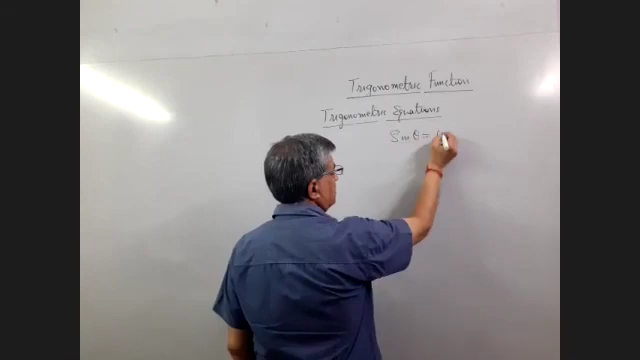 Trigonometric Function
Trigonometric Equations
Sin θ =